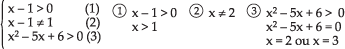 x − 1 > 0 (1)
x − 1 ≠ 1 (2)
x² − 5x + 6 > 0 (3)
① x − 1 > 0
x > 1
② x ≠ 2
③ x² − 5x + 6 > 0
x² − 5x + 6 = 0
x = 2 ou x = 3